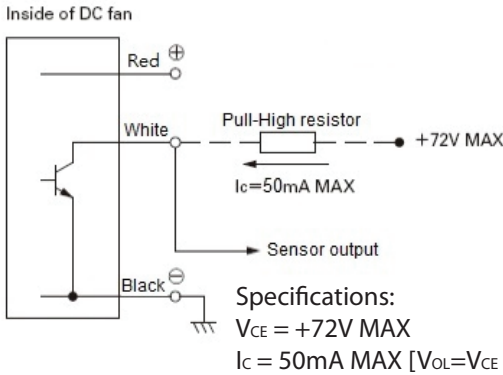 Inside of DC fan
Red ⊕
White
Pull-High resistor
+72V MAX
Ic=50mA MAX
Sensor output
Black ⊖
Specifications:
VCE = +72V MAX
IC = 50mA MAX [VOL=VCE